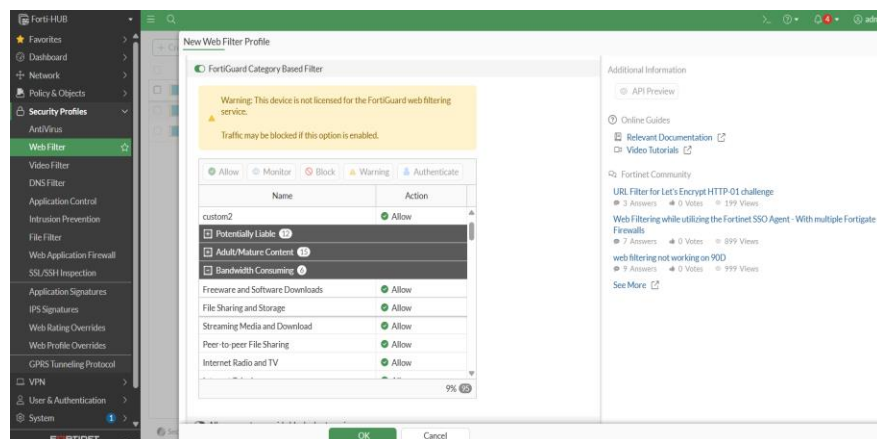 Forti-HUB
Favorites
Dashboard
Network
Policy & Objects
Security Profiles
AntiVirus
Web Filter
Video Filter
DNS Filter
Application Control
Intrusion Prevention
File Filter
Web Application Firewall
SSL/SSH Inspection
Application Signatures
IPS Signatures
Web Rating Overrides
Web Profile Overrides
GPRS Tunneling Protocol
VPN
User & Authentication
System 1
4 adm
New Web Filter Profile
FortiGuard Category Based Filter
Warning: This device is not licensed for the FortiGuard web filtering
service.
Traffic may be blocked if this option is enabled.
Allow Monitor Block Warning Authenticate
Name Action
custom2 Allow
Potentially Liable 12
Adult/Mature Content 15
Bandwidth Consuming 6
Freeware and Software Downloads Allow
File Sharing and Storage Allow
Streaming Media and Download Allow
Peer-to-peer File Sharing Allow
Internet Radio and TV Allow
9% 95
OK Cancel
Additional Information
API Preview
Online Guides
Relevant Documentation
Video Tutorials
Fortinet Community
URL Filter for Let's Encrypt HTTP-01 challenge
3 Answers 0 Votes 199 Views
Web Filtering while utilizing the Fortinet SSO Agent - With multiple Fortigate
Firewalls
7 Answers 0 Votes 899 Views
web filtering not working on 90D
9 Answers 0 Votes 999 Views
See More